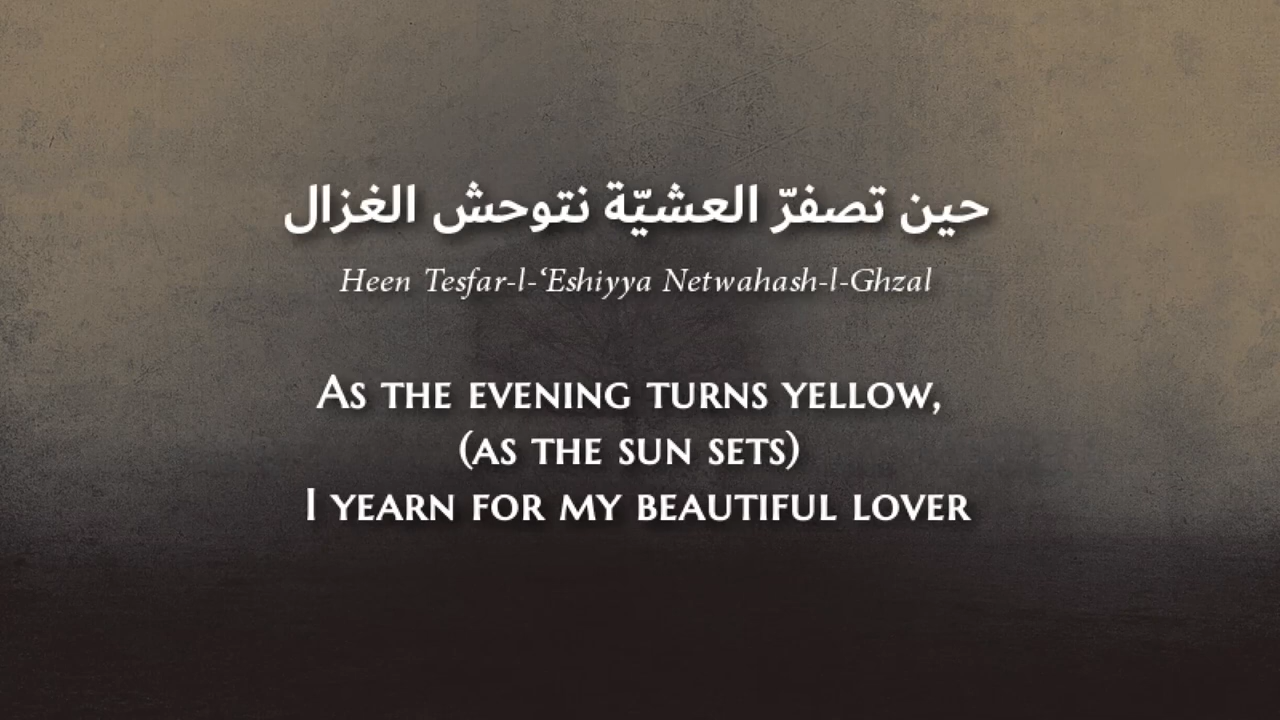 حين تصفرّ العشيّة نتوحش الغزال
Heen Tesfar-l-‘Eshiyya Netwahash-l-Ghzal
As the evening turns yellow,
(as the sun sets)
I yearn for my beautiful lover